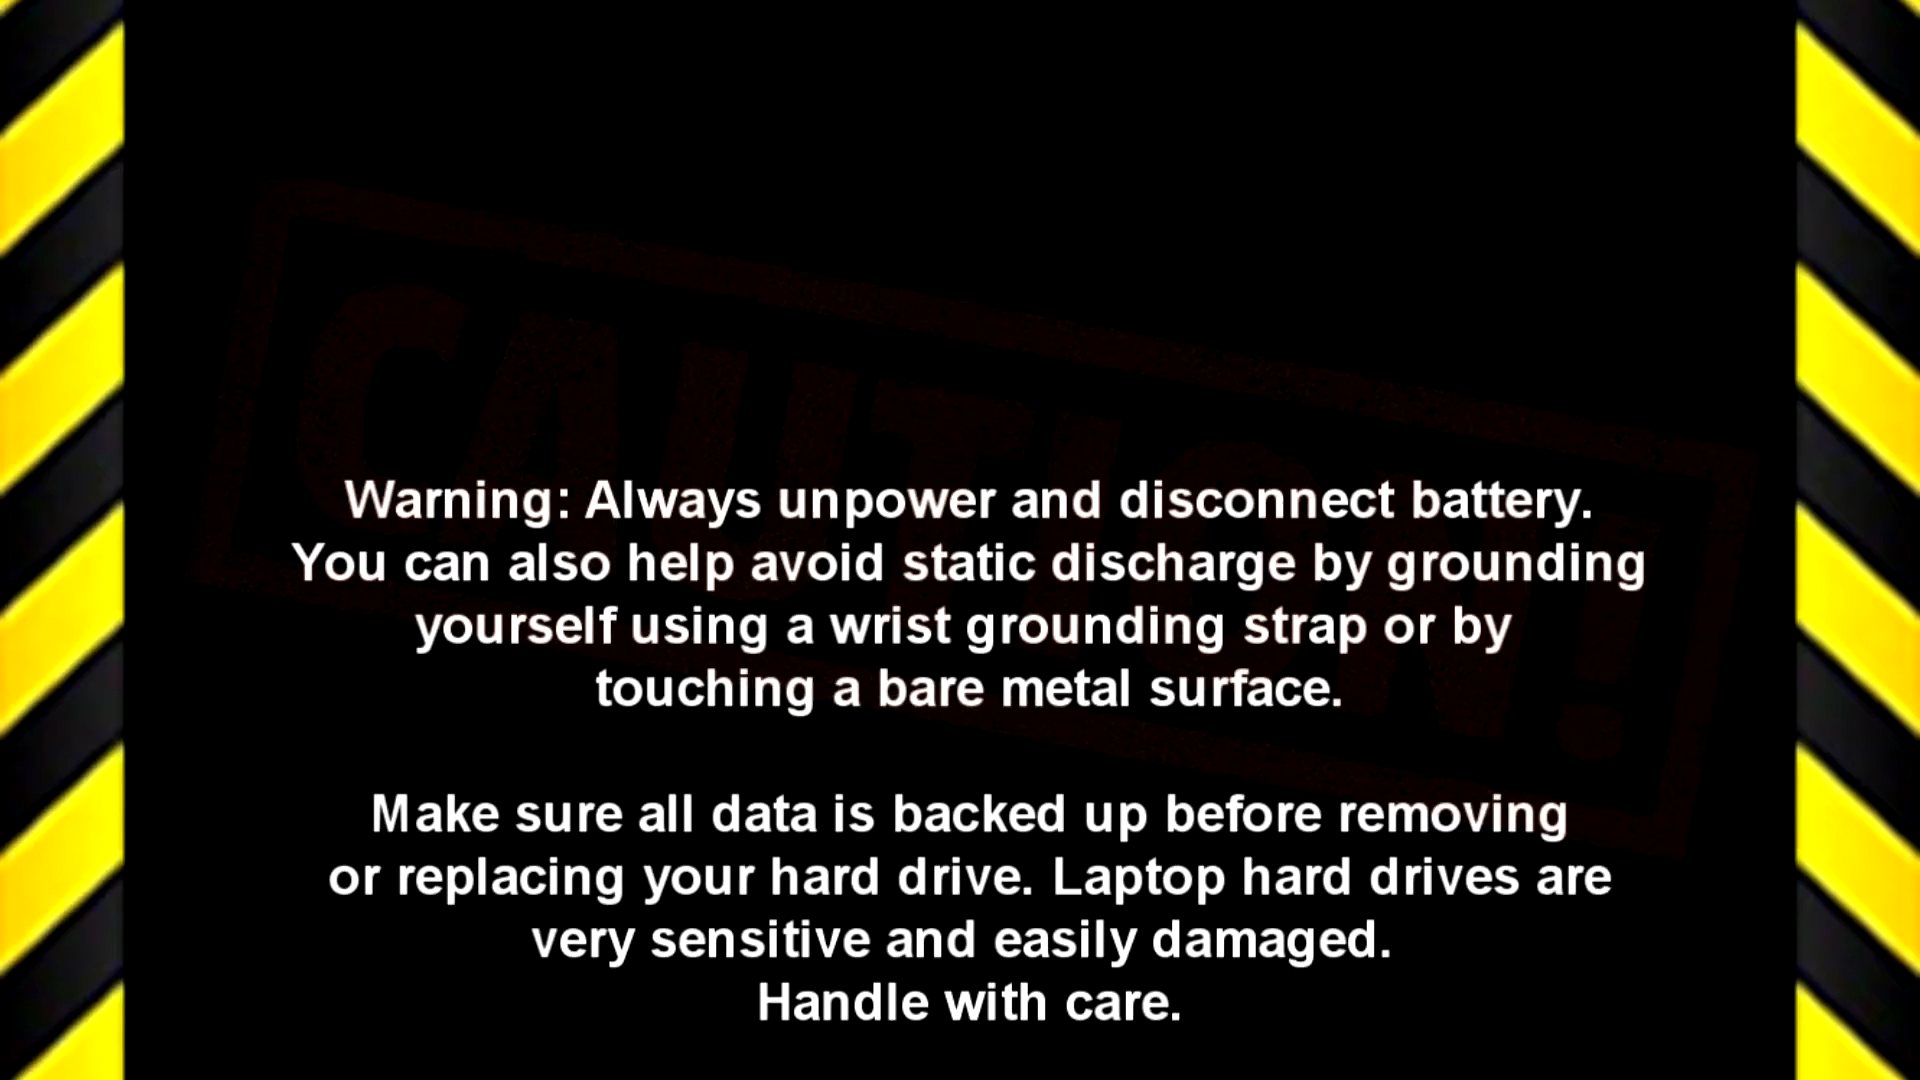 CAUTION!
Warning: Always unpower and disconnect battery.
You can also help avoid static discharge by grounding
yourself using a wrist grounding strap or by
touching a bare metal surface.
Make sure all data is backed up before removing
or replacing your hard drive. Laptop hard drives are
very sensitive and easily damaged.
Handle with care.